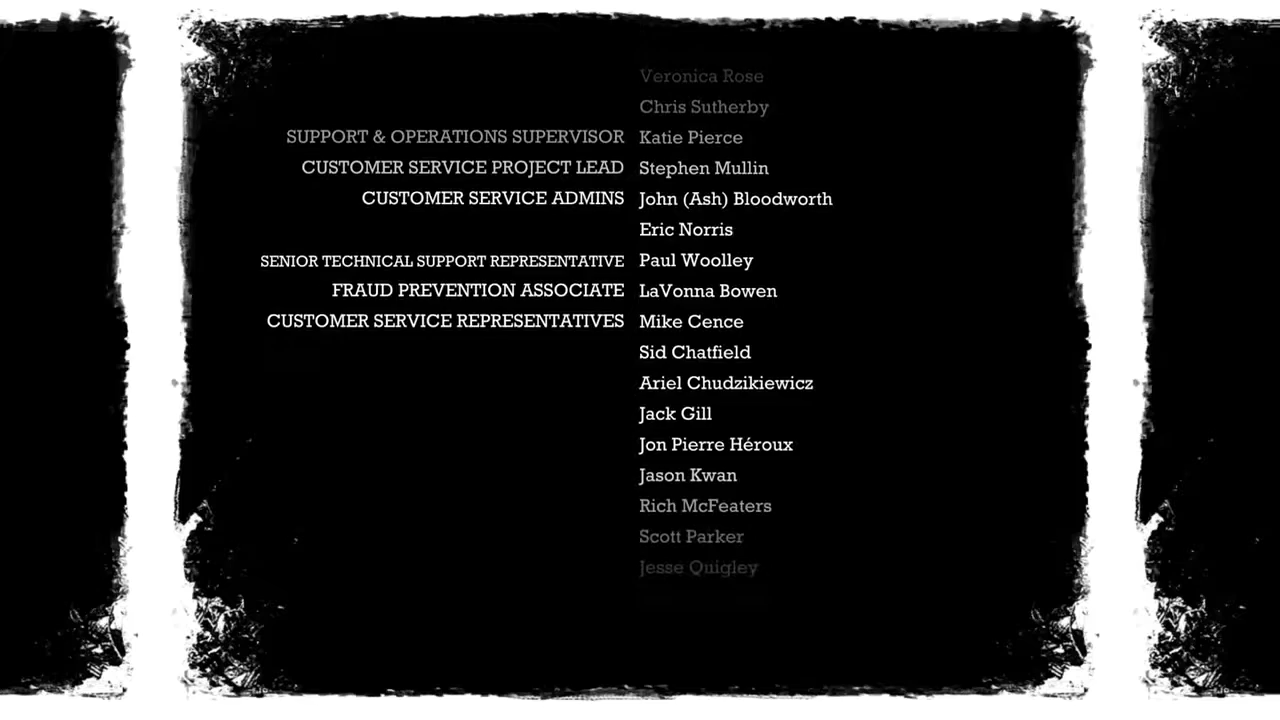 Veronica Rose
Chris Sutherby
SUPPORT & OPERATIONS SUPERVISOR Katie Pierce
CUSTOMER SERVICE PROJECT LEAD Stephen Mullin
CUSTOMER SERVICE ADMINS John (Ash) Bloodworth
Eric Norris
SENIOR TECHNICAL SUPPORT REPRESENTATIVE Paul Woolley
FRAUD PREVENTION ASSOCIATE LaVonna Bowen
CUSTOMER SERVICE REPRESENTATIVES Mike Cence
Sid Chatfield
Ariel Chudzikiewicz
Jack Gill
Jon Pierre Héroux
Jason Kwan
Rich McFeaters
Scott Parker
Jesse Quigley